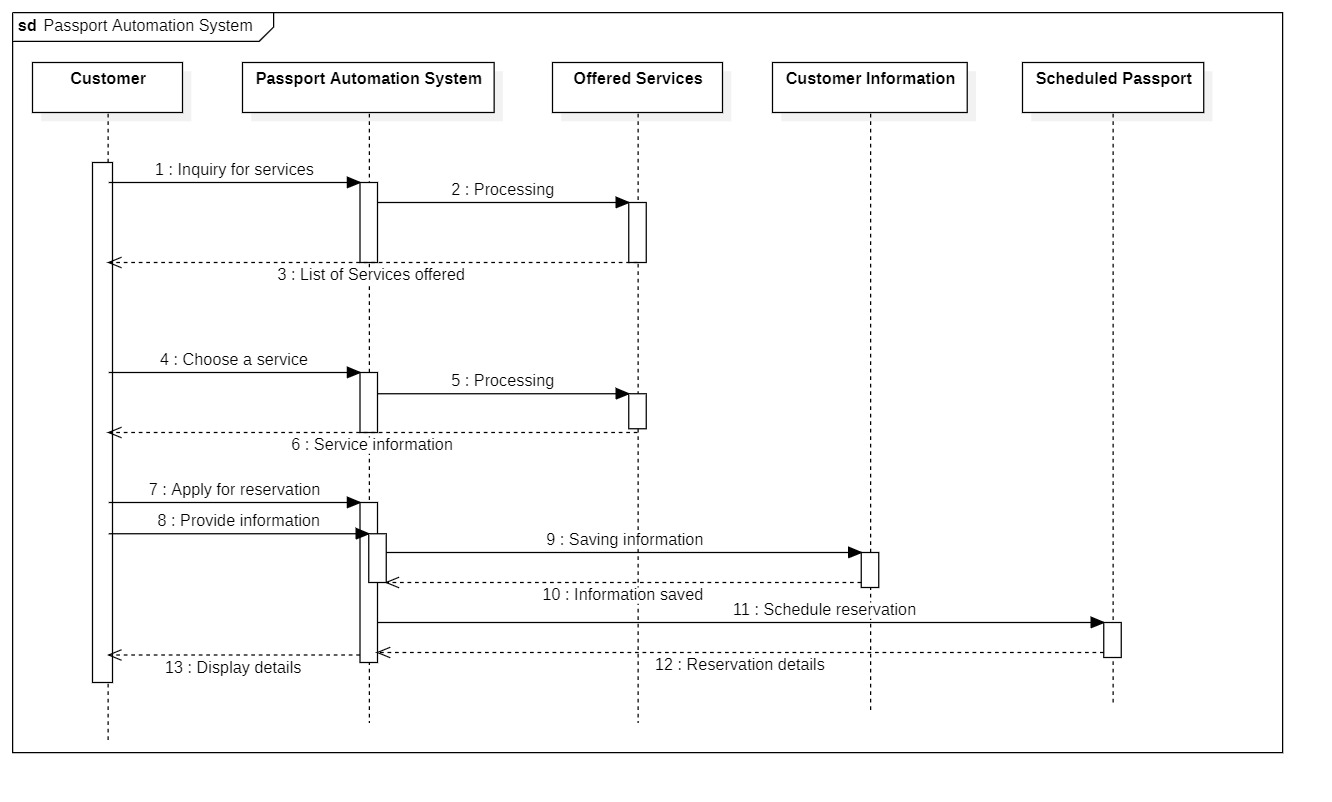 sd Passport Automation System
Customer
Passport Automation System
Offered Services
Customer Information
Scheduled Passport
1 : Inquiry for services
2 : Processing
3 : List of Services offered
4 : Choose a service
5 : Processing
6 : Service information
7 : Apply for reservation
8 : Provide information
9 : Saving information
10 : Information saved
11 : Schedule reservation
12 : Reservation details
13 : Display details